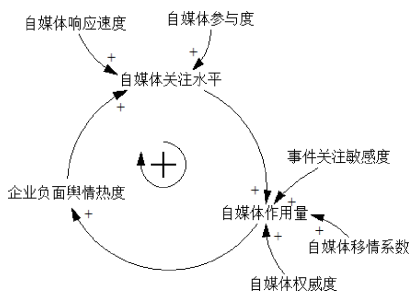 自媒体响应速度
自媒体参与度
+
+
自媒体关注水平
+
事件关注敏感度
+
企业负面舆情热度
+
+
自媒体作用量
+
+
自媒体移情系数
+
自媒体权威度